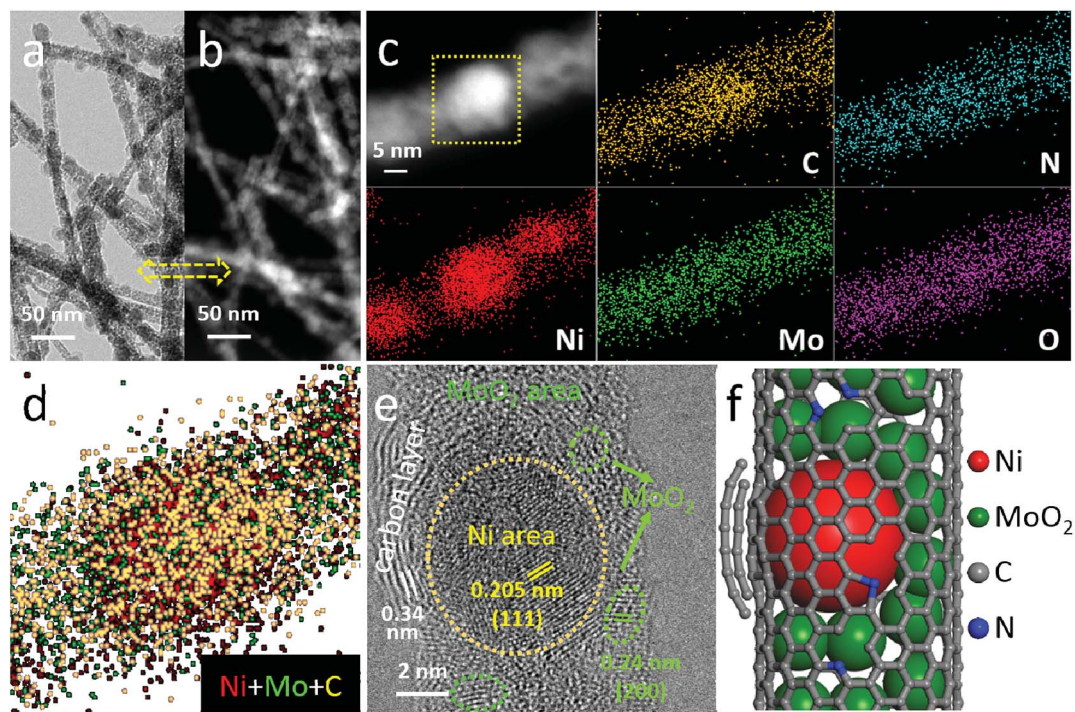 a
50 nm
b
50 nm
c
5 nm
C
N
Ni
Mo
O
d
Ni+Mo+C
e
MoO2 area
Carbon layer
MoO2
Ni area
0.205 nm
(111)
0.34
nm
0.24 nm
(200)
2 nm
f
Ni
MoO2
C
N